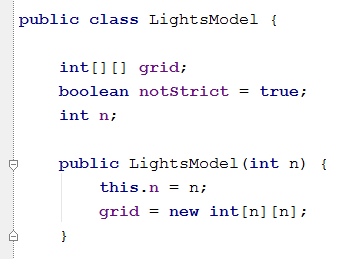 public class LightsModel {
int[][] grid;
boolean notStrict = true;
int n;
public LightsModel(int n) {
this.n = n;
grid = new int[n][n];
}